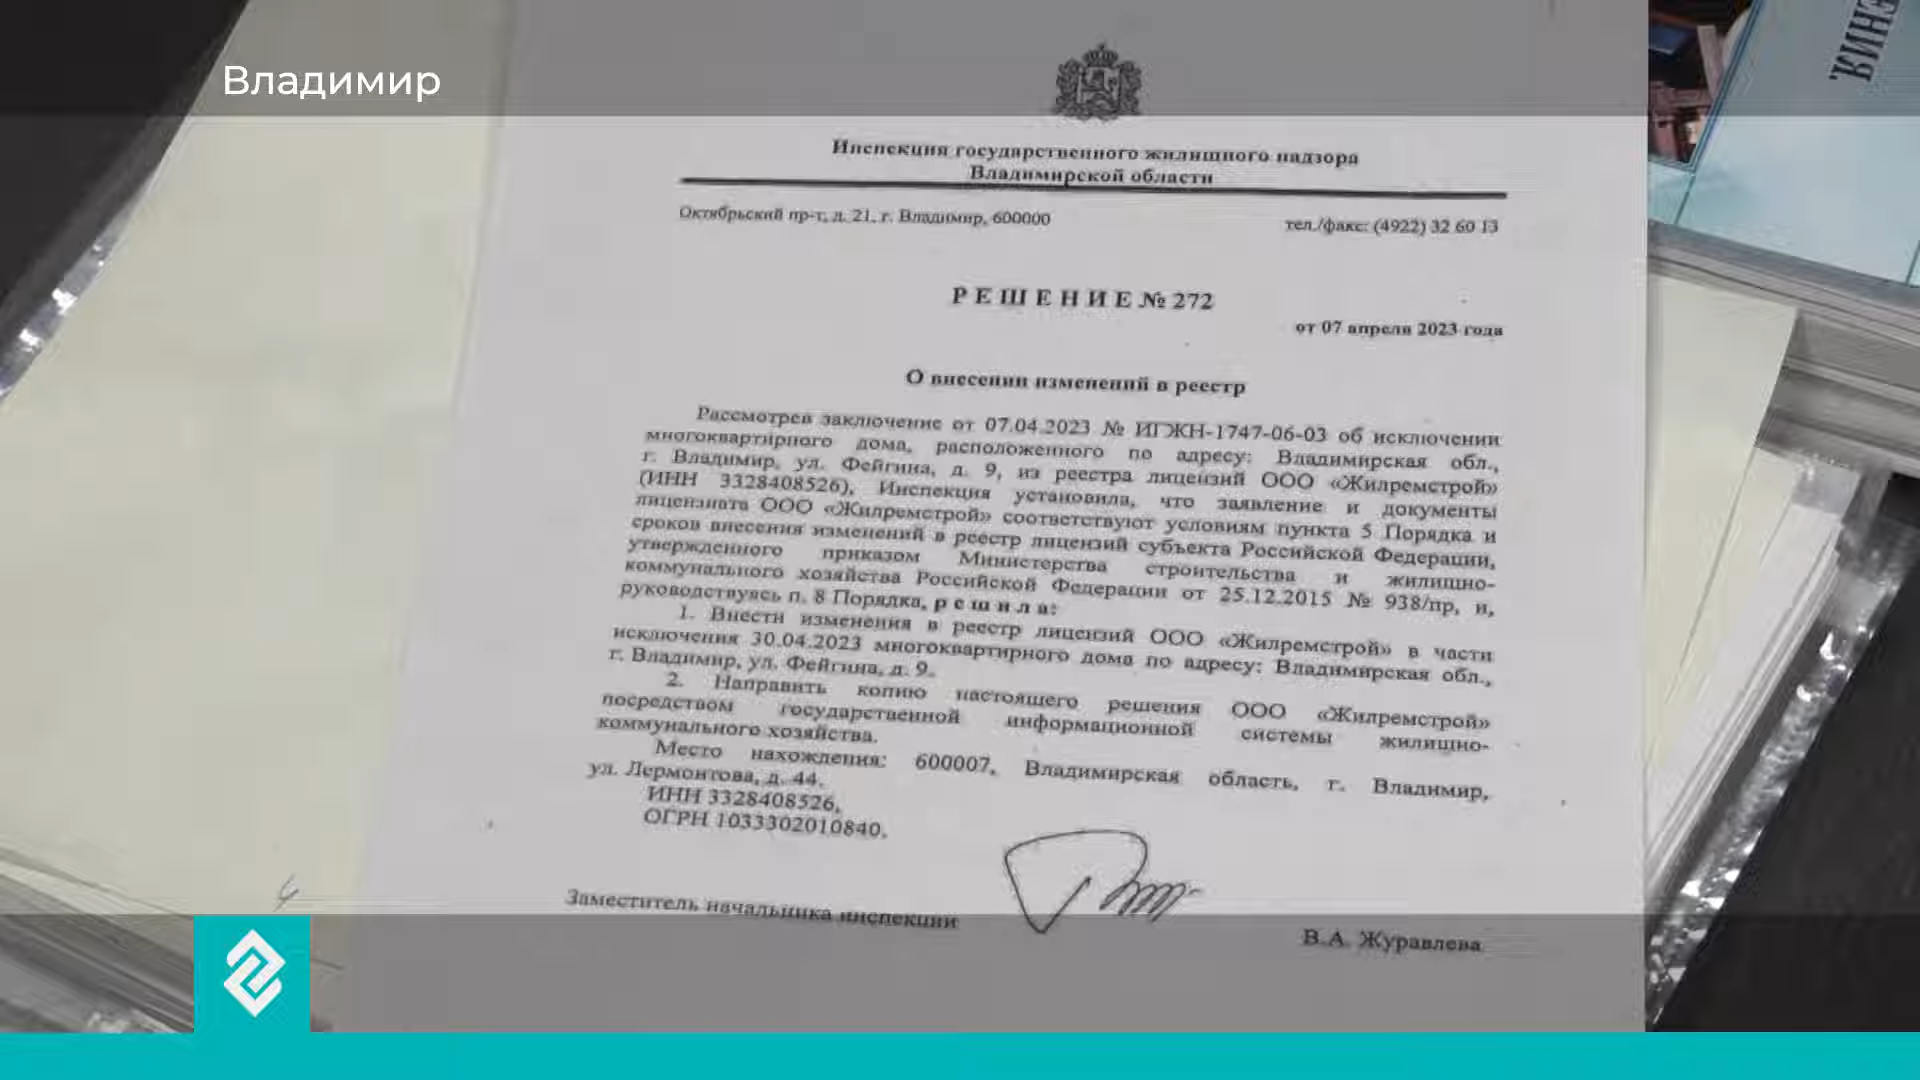 Владимир
КИНЕН
Инспекция государственного жилищного надзора
Владимирской области
Октябрьский пр-т, д. 21, г. Владимир, 600000
тел./факс: (4922) 32 60 13
Р Е Ш Е Н И Е № 272
от 07 апреля 2023 года
О внесении изменений в реестр
Рассмотрев заключение от 07.04.2023 № ИГЖН-1747-06-03 об исключении
многоквартирного дома, расположенного по адресу: Владимирская обл.,
г. Владимир, ул. Фейгина, д. 9, из реестра лицензий ООО «Жилремстрой»
(ИНН 3328408526), Инспекция установила, что заявление и документы
лицензиата ООО «Жилремстрой» соответствуют условиям пункта 5 Порядка и
сроков внесения изменений в реестр лицензий субъекта Российской Федерации,
утвержденного приказом Министерства строительства и жилищно-
коммунального хозяйства Российской Федерации от 25.12.2015 № 938/пр, и,
руководствуясь п. 8 Порядка, р е ш и л а:
1. Внести изменения в реестр лицензий ООО «Жилремстрой» в части
исключения 30.04.2023 многоквартирного дома по адресу: Владимирская обл.,
г. Владимир, ул. Фейгина, д. 9.
2. Направить копию настоящего решения ООО «Жилремстрой»
посредством государственной информационной системы жилищно-
коммунального хозяйства.
Место нахождения: 600007, Владимирская область, г. Владимир,
ул. Лермонтова, д. 44.
ИНН 3328408526,
ОГРН 1033302010840.
Заместитель начальника инспекции
В.А. Журавлева